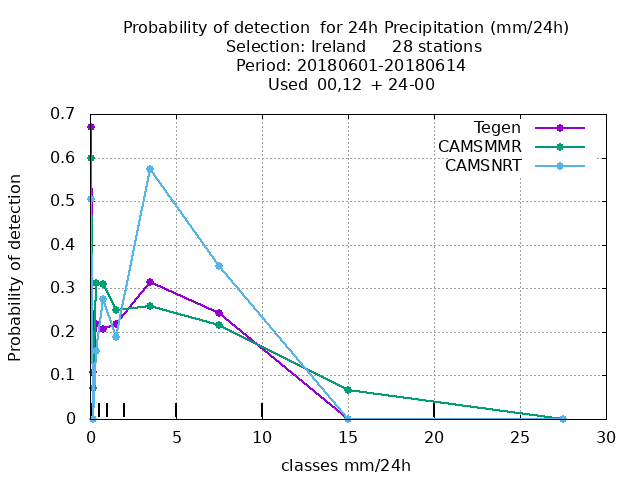 Probability of detection  for 24h Precipitation (mm/24h)
Selection: Ireland     28 stations
Period: 20180601-20180614
Used  00,12  + 24-00
Tegen
CAMSMMR
CAMSNRT
0.7
0.6
0.5
0.4
0.3
0.2
0.1
0
Probability of detection
0 5 10 15 20 25 30
classes mm/24h